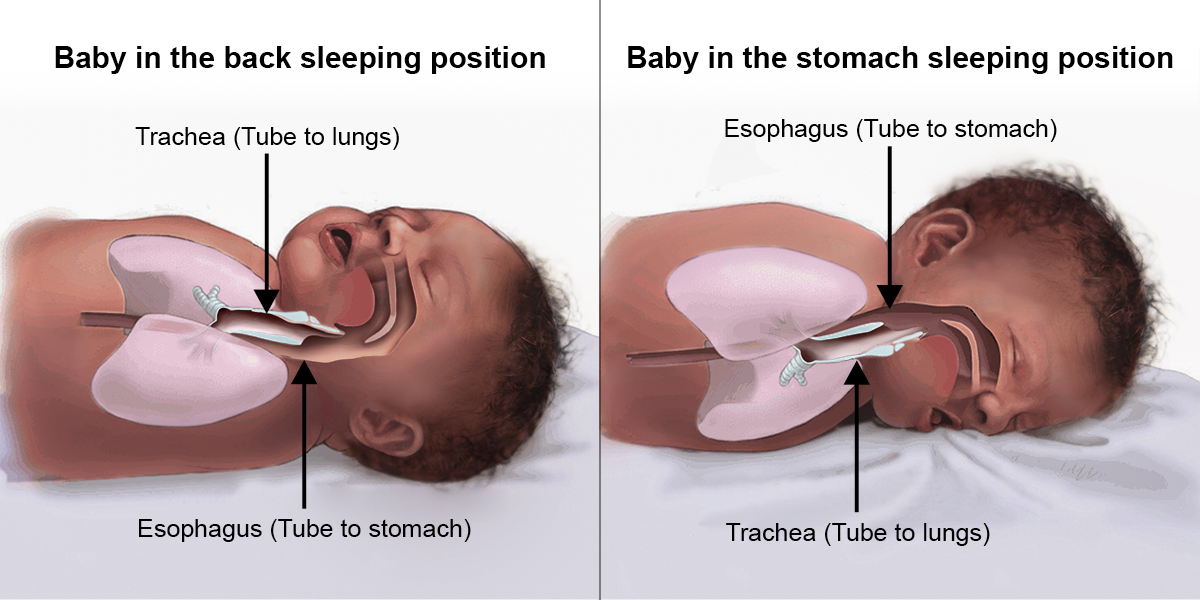 Baby in the back sleeping position
Trachea (Tube to lungs)
Esophagus (Tube to stomach)
Baby in the stomach sleeping position
Esophagus (Tube to stomach)
Trachea (Tube to lungs)